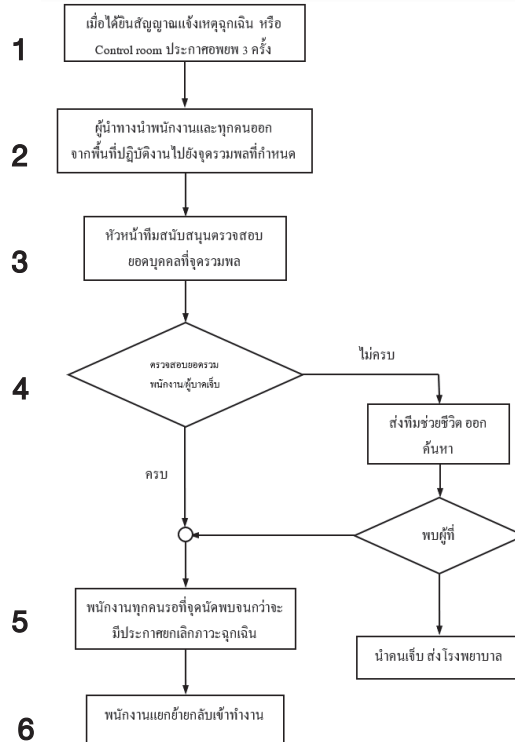 1
เมื่อได้ยินสัญญาณแจ้งเหตุฉุกเฉิน หรือ
Control room ประกาศอพยพ 3 ครั้ง
2
ผู้นำทางนำพนักงานและทุกคนออก
จากพื้นที่ปฏิบัติงานไปยังจุดรวมพลที่กำหนด
3
หัวหน้าทีมสนับสนุนตรวจสอบ
ยอดบุคคลที่จุดรวมพล
4
ตรวจสอบยอดรวม
พนักงาน/ผู้บาดเจ็บ
ไม่ครบ
ส่งทีมช่วยชีวิต ออก
ค้นหา
ครบ
พบผู้ที่
5
พนักงานทุกคนรอที่จุดนัดพบจนกว่าจะ
มีประกาศยกเลิกภาวะฉุกเฉิน
นำคนเจ็บ ส่งโรงพยาบาล
6
พนักงานแยกย้ายกลับเข้าทำงาน